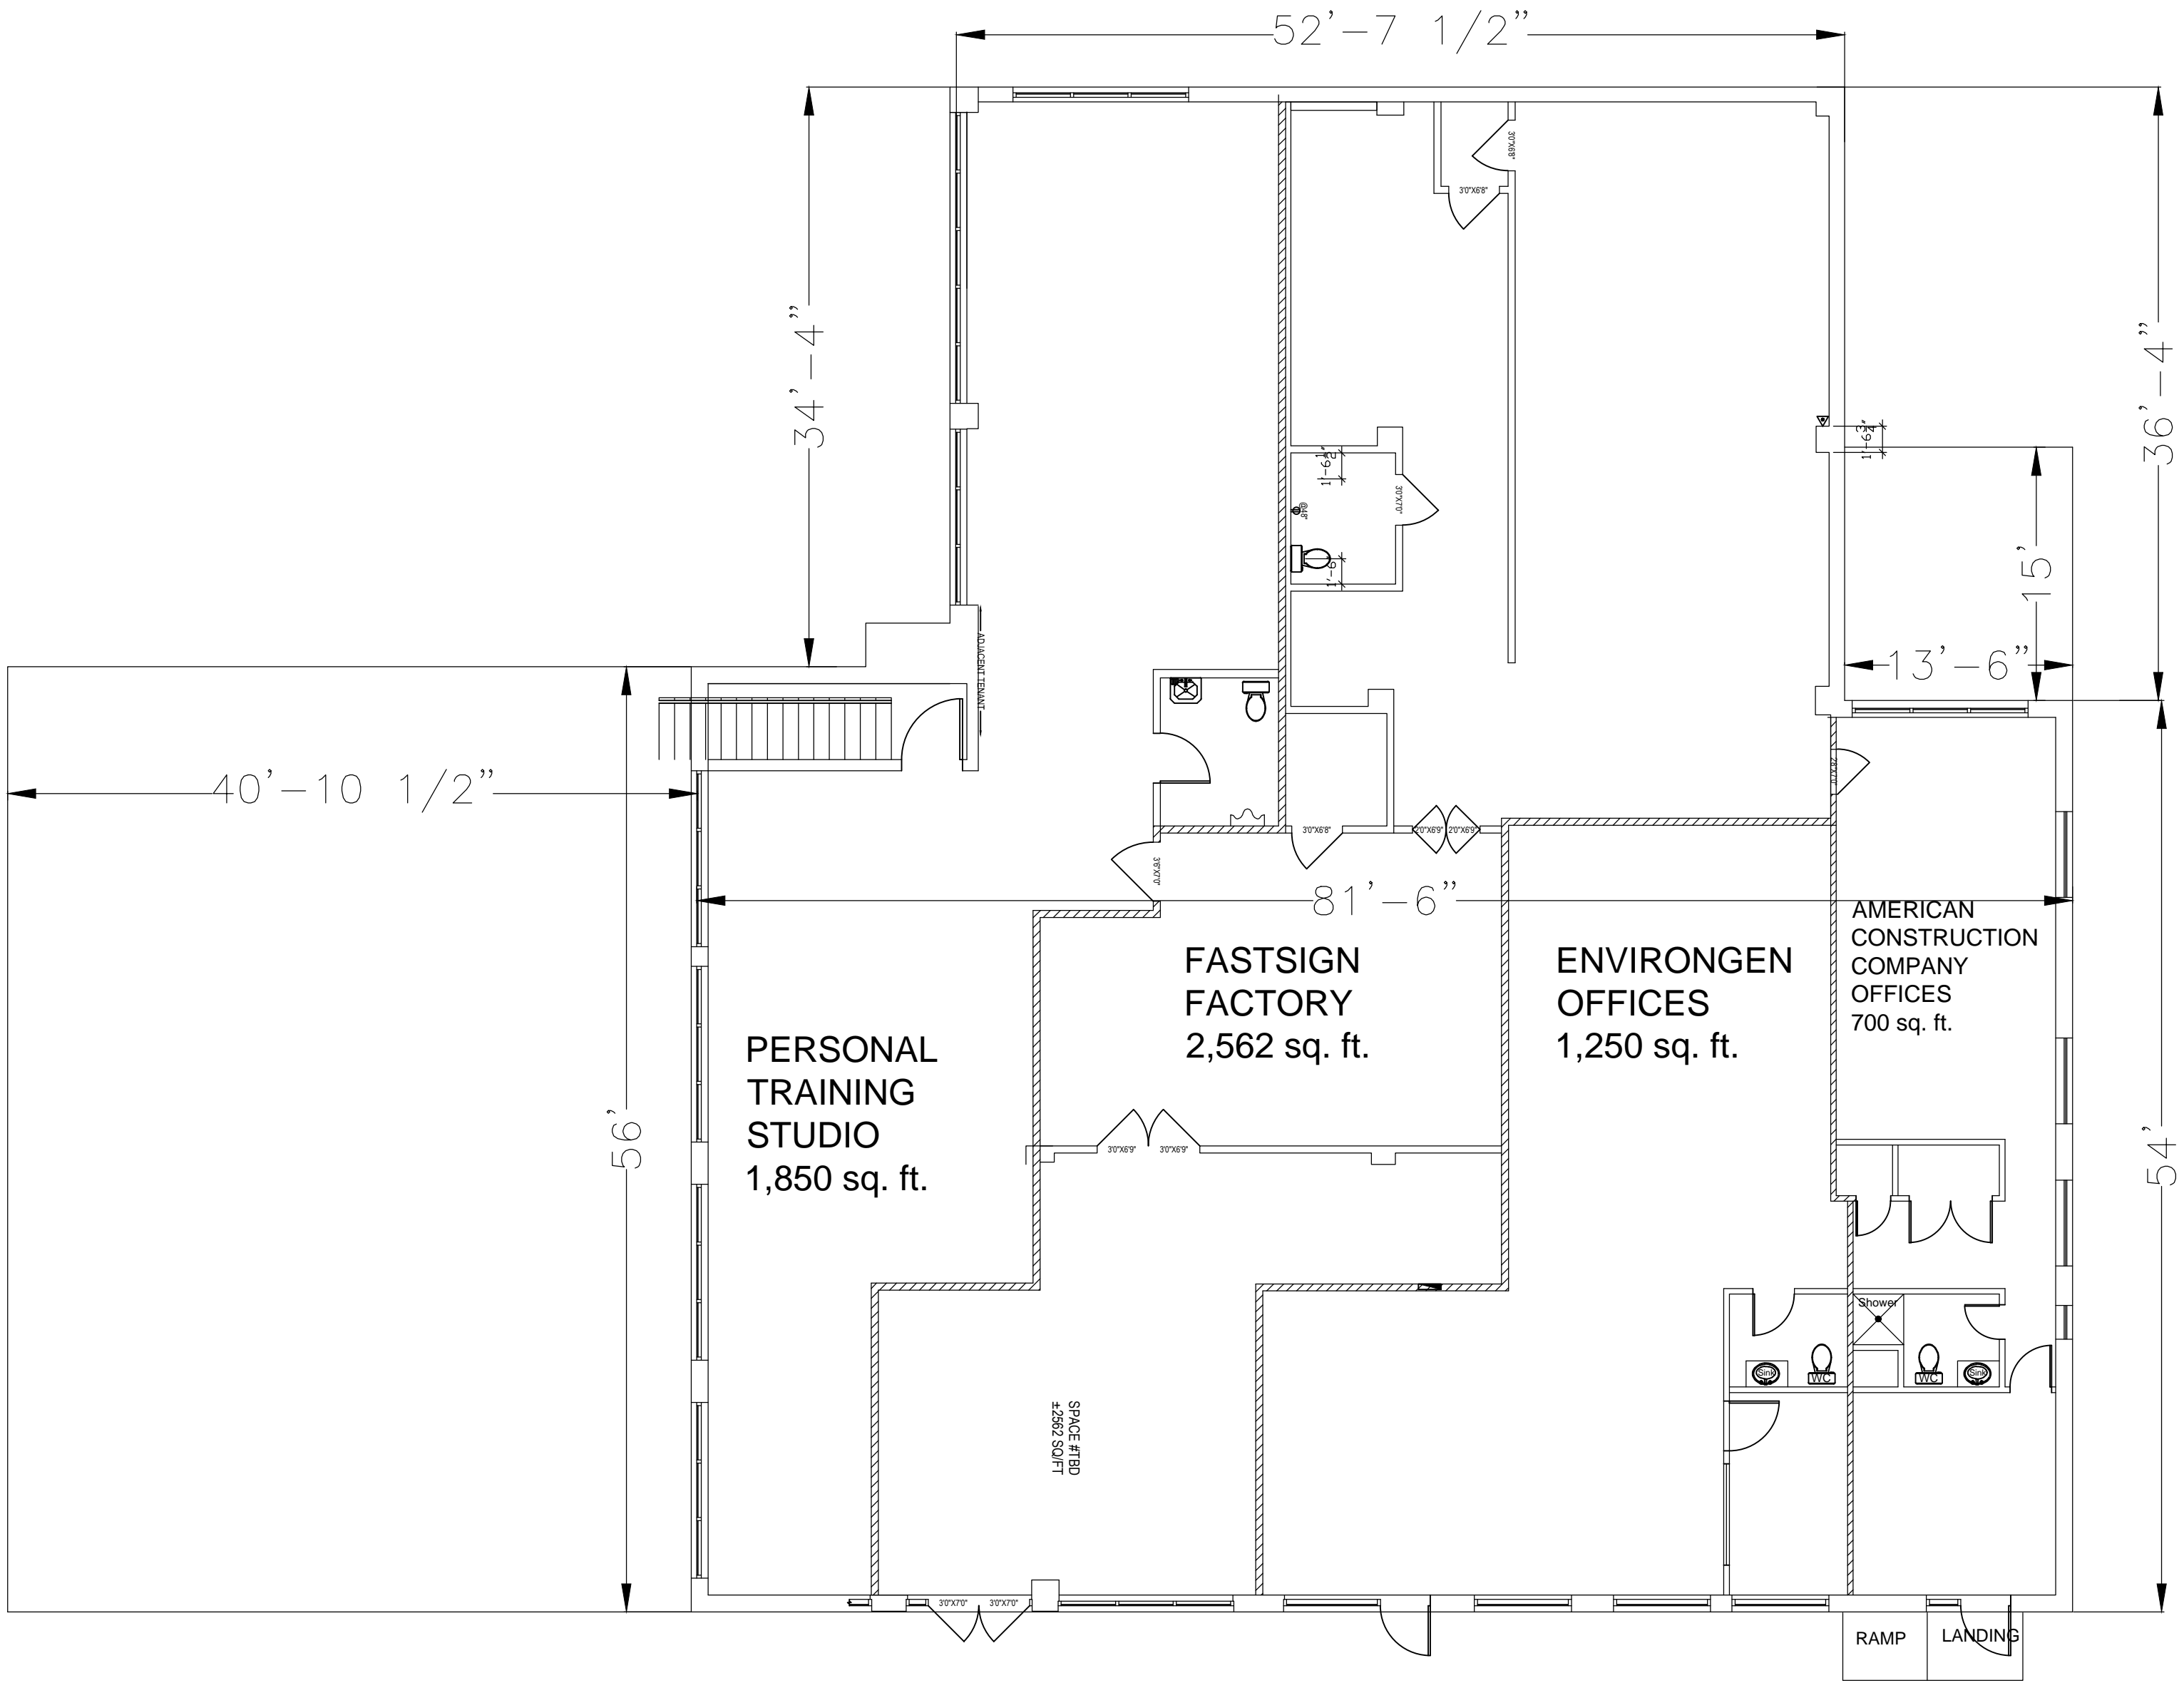 52'-7 1/2"
34'-4"
36'-4"
3'0"X6'8"
3'0"X6'8"
1'-6
1'-6
3'0"X7'0"
@48"
1'-6"
15'
13'-6"
ADJACENT TENANT
40'-10 1/2"
2'8"X7'0"
3'0"X6'8"
2'0"X6'9"
2'0"X6'9"
3'6"X7'0"
81'-6"
AMERICAN
CONSTRUCTION
COMPANY
OFFICES
700 sq. ft.
FASTSIGN
FACTORY
2,562 sq. ft.
ENVIRONGEN
OFFICES
1,250 sq. ft.
PERSONAL
TRAINING
STUDIO
1,850 sq. ft.
56'
54'
3'0"X6'9"
3'0"X6'9"
Shower
Sink
WC
WC
Sink
SPACE #TBD
±2562 SQ/FT
3'0"X7'0"
3'0"X7'0"
RAMP
LANDING